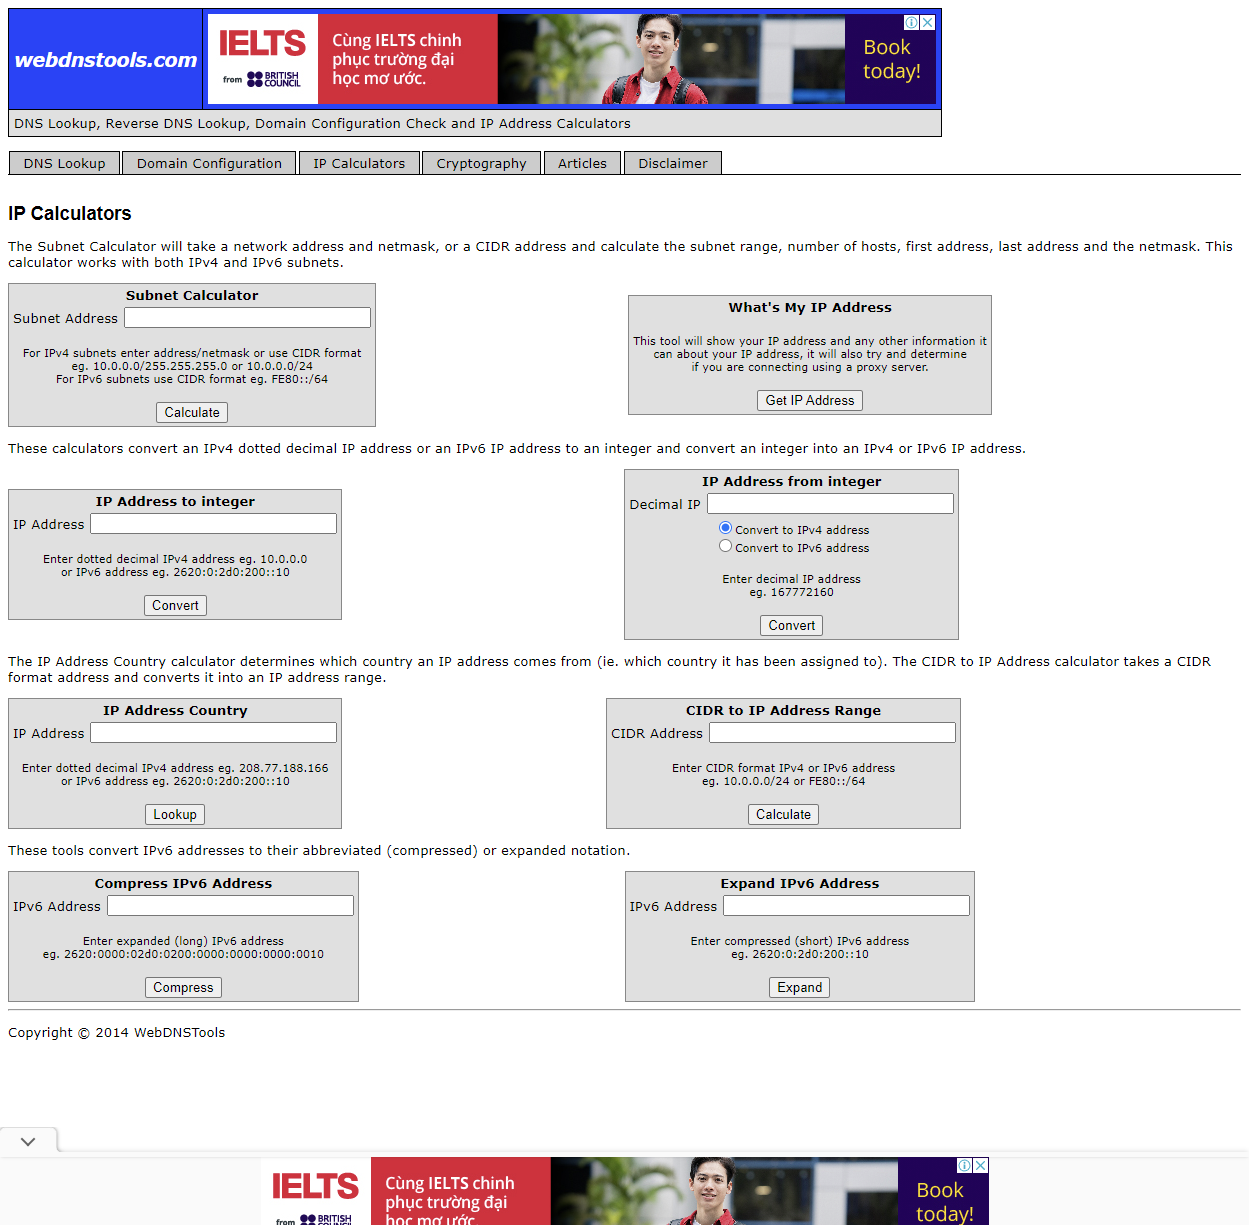 webdnstools.com
IELTS
from BRITISH COUNCIL
Cùng IELTS chinh
phục trường đại
học mơ ước.
Book
today!
DNS Lookup, Reverse DNS Lookup, Domain Configuration Check and IP Address Calculators
DNS Lookup
Domain Configuration
IP Calculators
Cryptography
Articles
Disclaimer
IP Calculators
The Subnet Calculator will take a network address and netmask, or a CIDR address and calculate the subnet range, number of hosts, first address, last address and the netmask. This
calculator works with both IPv4 and IPv6 subnets.
Subnet Calculator
Subnet Address
For IPv4 subnets enter address/netmask or use CIDR format
eg. 10.0.0.0/255.255.255.0 or 10.0.0.0/24
For IPv6 subnets use CIDR format eg. FE80::/64
Calculate
What's My IP Address
This tool will show your IP address and any other information it
can about your IP address, it will also try and determine
if you are connecting using a proxy server.
Get IP Address
These calculators convert an IPv4 dotted decimal IP address or an IPv6 IP address to an integer and convert an integer into an IPv4 or IPv6 IP address.
IP Address to integer
IP Address
Enter dotted decimal IPv4 address eg. 10.0.0.0
or IPv6 address eg. 2620:0:2d0:200::10
Convert
IP Address from integer
Decimal IP
Convert to IPv4 address
Convert to IPv6 address
Enter decimal IP address
eg. 167772160
Convert
The IP Address Country calculator determines which country an IP address comes from (ie. which country it has been assigned to). The CIDR to IP Address calculator takes a CIDR
format address and converts it into an IP address range.
IP Address Country
IP Address
Enter dotted decimal IPv4 address eg. 208.77.188.166
or IPv6 address eg. 2620:0:2d0:200::10
Lookup
CIDR to IP Address Range
CIDR Address
Enter CIDR format IPv4 or IPv6 address
eg. 10.0.0.0/24 or FE80::/64
Calculate
These tools convert IPv6 addresses to their abbreviated (compressed) or expanded notation.
Compress IPv6 Address
IPv6 Address
Enter expanded (long) IPv6 address
eg. 2620:0000:02d0:0200:0000:0000:0000:0010
Compress
Expand IPv6 Address
IPv6 Address
Enter compressed (short) IPv6 address
eg. 2620:0:2d0:200::10
Expand
Copyright © 2014 WebDNSTools
IELTS
from BRITISH
Cùng IELTS chinh
phục trường đại
học mơ ước.
Book
today!